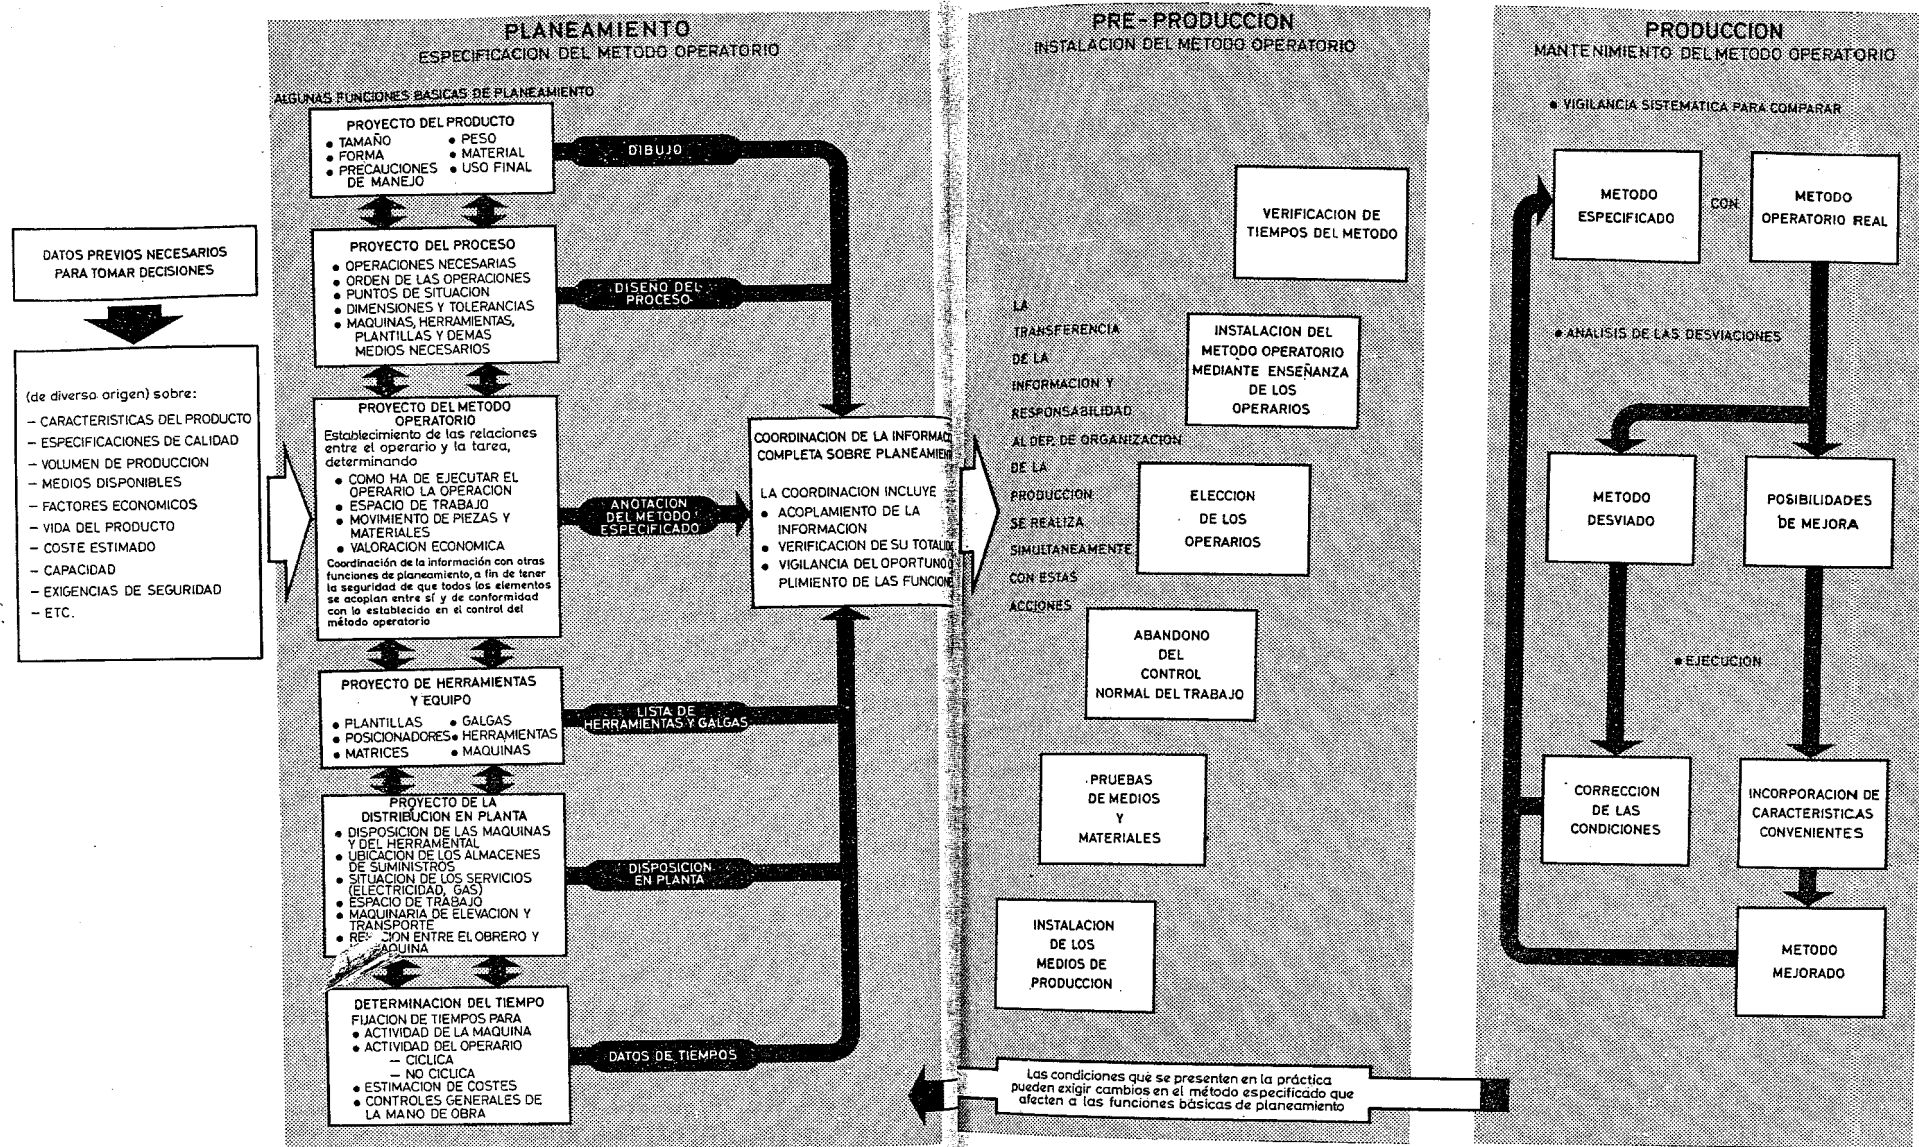 PLANEAMIENTO
ESPECIFICACION DEL METODO OPERATORIO
ALGUNAS FUNCIONES BASICAS DE PLANEAMIENTO
DATOS PREVIOS NECESARIOS
PARA TOMAR DECISIONES
(de diverso origen) sobre:
– CARACTERISTICAS DEL PRODUCTO
– ESPECIFICACIONES DE CALIDAD
– VOLUMEN DE PRODUCCION
– MEDIOS DISPONIBLES
– FACTORES ECONOMICOS
– VIDA DEL PRODUCTO
– COSTE ESTIMADO
– CAPACIDAD
– EXIGENCIAS DE SEGURIDAD
– ETC.
PROYECTO DEL PRODUCTO
• TAMAÑO • PESO
• FORMA • MATERIAL
• PRECAUCIONES • USO FINAL
DE MANEJO
DIBUJO
PROYECTO DEL PROCESO
• OPERACIONES NECESARIAS
• ORDEN DE LAS OPERACIONES
• PUNTOS DE SITUACION
• DIMENSIONES Y TOLERANCIAS
• MAQUINAS, HERRAMIENTAS,
PLANTILLAS Y DEMAS
MEDIOS NECESARIOS
DISEÑO DEL
PROCESO
PROYECTO DEL METODO
OPERATORIO
Establecimiento de las relaciones
entre el operario y la tarea,
determinando
• COMO HA DE EJECUTAR EL
OPERARIO LA OPERACION
• ESPACIO DE TRABAJO
• MOVIMIENTO DE PIEZAS Y
MATERIALES
• VALORACION ECONOMICA
Coordinación de la información con otras
funciones de planeamiento, a fin de tener
la seguridad de que todos los elementos
se acoplan entre sí y de conformidad
con lo establecido en el control del
método operatorio
ANOTACION
DEL METODO
ESPECIFICADO
PROYECTO DE HERRAMIENTAS
Y EQUIPO
• PLANTILLAS • GALGAS
• POSICIONADORES • HERRAMIENTAS
• MATRICES • MAQUINAS
LISTA DE
HERRAMIENTAS Y GALGAS
PROYECTO DE LA
DISTRIBUCION EN PLANTA
• DISPOSICION DE LAS MAQUINAS
Y DEL HERRAMENTAL
• UBICACION DE LOS ALMACENES
DE SUMINISTROS
• SITUACION DE LOS SERVICIOS
(ELECTRICIDAD, GAS)
• ESPACIO DE TRABAJO
• MAQUINARIA DE ELEVACION Y
TRANSPORTE
• ENTRE EL OBRERO Y
DISPOSICION
EN PLANTA
DETERMINACION DEL TIEMPO
FIJACION DE TIEMPOS PARA
• ACTIVIDAD DE LA MAQUINA
• ACTIVIDAD DEL OPERARIO
– CICLICA
– NO CICLICA
• ESTIMACION DE COSTES
• CONTROLES GENERALES DE
LA MANO DE OBRA
DATOS DE TIEMPOS
COORDINACION DE LA INFORMAC
COMPLETA SOBRE PLANEAMIEN
LA COORDINACION INCLUYE
• ACOPLAMIENTO DE LA
INFORMACION
• VERIFICACION DE SU TOTALID
• VIGILANCIA DEL OPORTUNO
PLIMIENTO DE LAS FUNCIONE
PRE-PRODUCCION
INSTALACION DEL METODO OPERATORIO
VERIFICACION DE
TIEMPOS DEL METODO
LA
TRANSFERENCIA
DE LA
INFORMACION Y
RESPONSABILIDAD
AL DEP. DE ORGANIZACION
DE LA
PRODUCCION
SE REALIZA
SIMULTANEAMENTE
CON ESTAS
ACCIONES
INSTALACION DEL
METODO OPERATORIO
MEDIANTE ENSEÑANZA
DE LOS
OPERARIOS
ELECCION
DE LOS
OPERARIOS
ABANDONO
DEL
CONTROL
NORMAL DEL TRABAJO
PRUEBAS
DE MEDIOS
Y
MATERIALES
INSTALACION
DE LOS
MEDIOS DE
PRODUCCION
Las condiciones que se presenten en la práctica
pueden exigir cambios en el método especificado que
afecten a las funciones básicas de planeamiento
PRODUCCION
MANTENIMIENTO DEL METODO OPERATORIO
• VIGILANCIA SISTEMATICA PARA COMPARAR
METODO
ESPECIFICADO
CON
METODO
OPERATORIO REAL
• ANALISIS DE LAS DESVIACIONES
METODO
DESVIADO
POSIBILIDADES
DE MEJORA
• EJECUCION
CORRECCION
DE LAS
CONDICIONES
INCORPORACION DE
CARACTERISTICAS
CONVENIENTES
METODO
MEJORADO